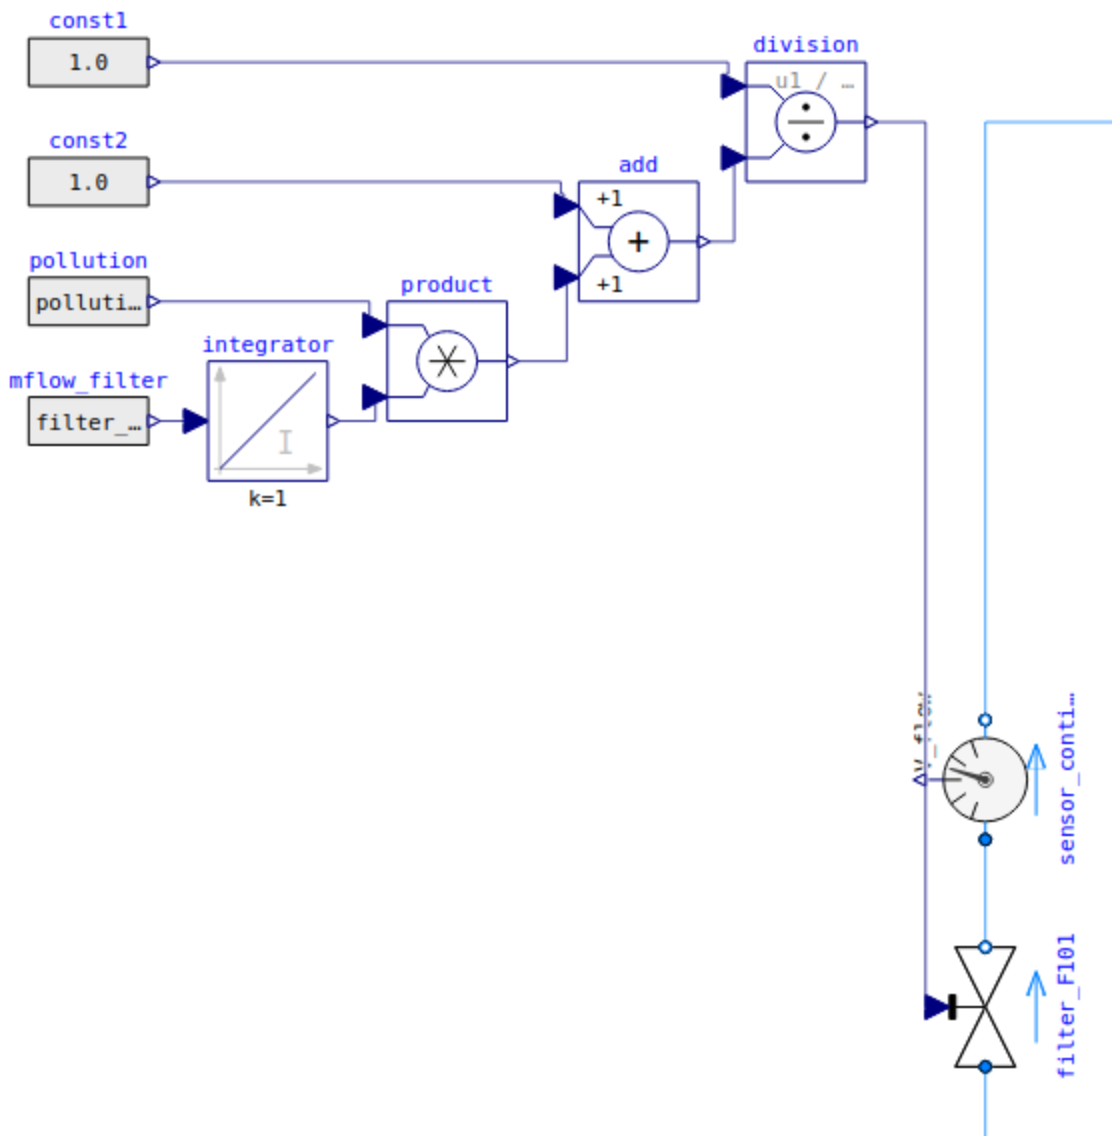 const1
1.0
division
u1 / …
const2
1.0
add
+1
+
+1
pollution
polluti…
product
integrator
mflow_filter
filter_…
I
k=1
V_flow
sensor_conti…
filter_F101